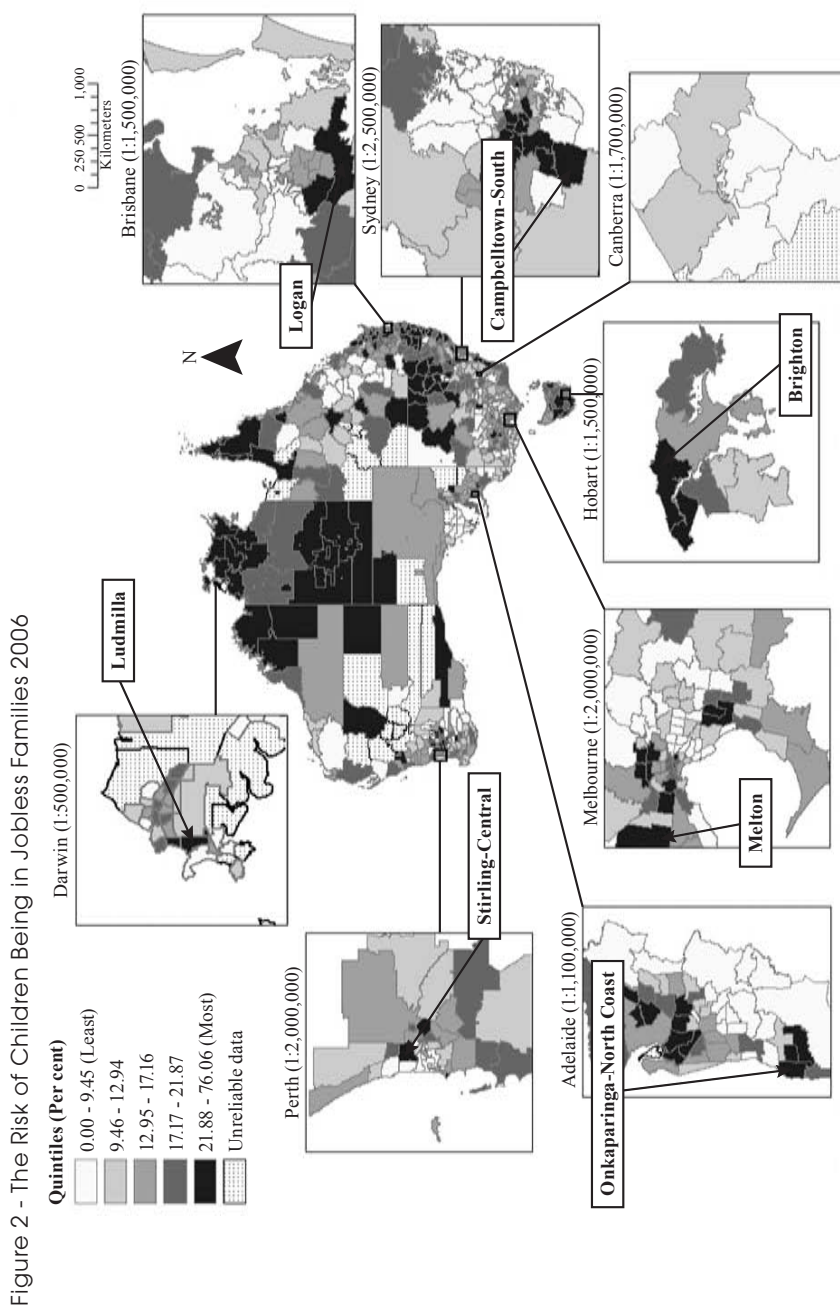 Figure 2 - The Risk of Children Being in Jobless Families 2006
Quintiles (Per cent)
0.00 - 9.45 (Least)
9.46 - 12.94
12.95 - 17.16
17.17 - 21.87
21.88 - 76.06 (Most)
Unreliable data
Darwin (1:500,000)
Ludmilla
N
0 250 500 1,000
Kilometers
Brisbane (1:1,500,000)
Logan
Perth (1:2,000,000)
Stirling-Central
Sydney (1:2,500,000)
Campbelltown-South
Adelaide (1:1,100,000)
Onkaparinga-North Coast
Melbourne (1:2,000,000)
Melton
Hobart (1:1,500,000)
Brighton
Canberra (1:1,700,000)